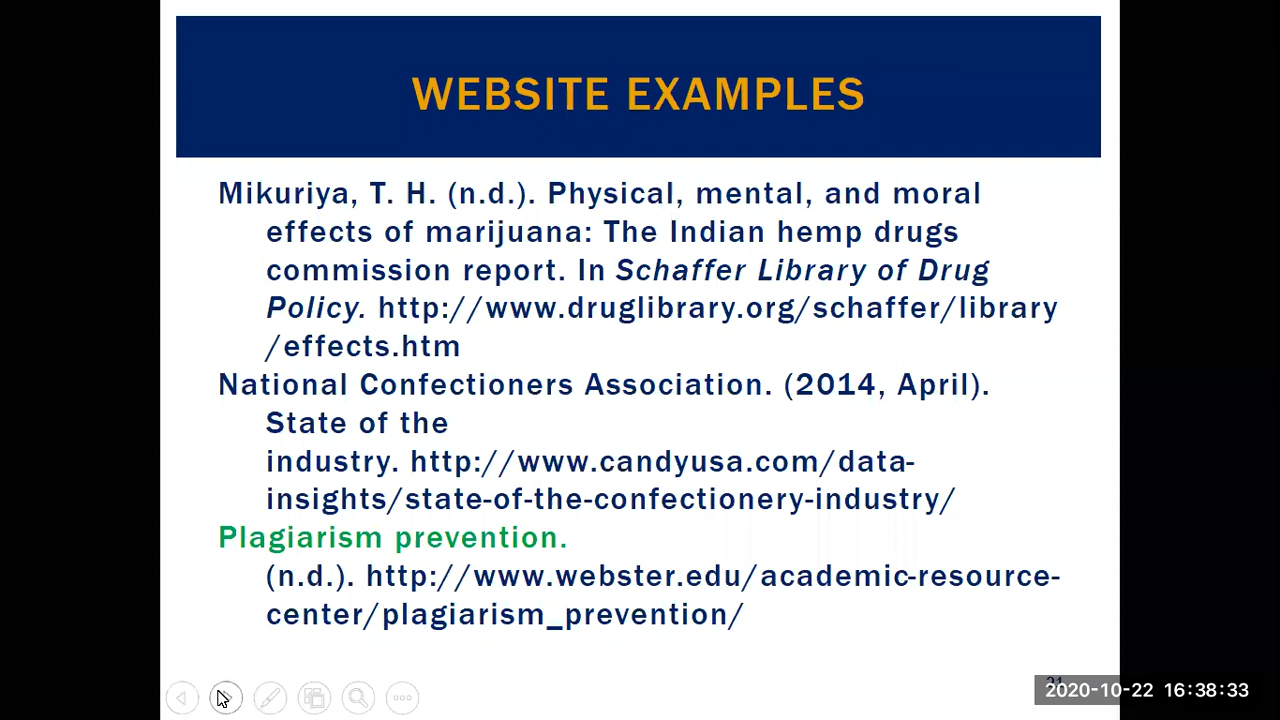 WEBSITE EXAMPLES
Mikuriya, T. H. (n.d.). Physical, mental, and moral
effects of marijuana: The Indian hemp drugs
commission report. In Schaffer Library of Drug
Policy. http://www.druglibrary.org/schaffer/library
/effects.htm
National Confectioners Association. (2014, April).
State of the
industry. http://www.candyusa.com/data-
insights/state-of-the-confectionery-industry/
Plagiarism prevention.
(n.d.). http://www.webster.edu/academic-resource-
center/plagiarism_prevention/
2020-10-22 16:38:33